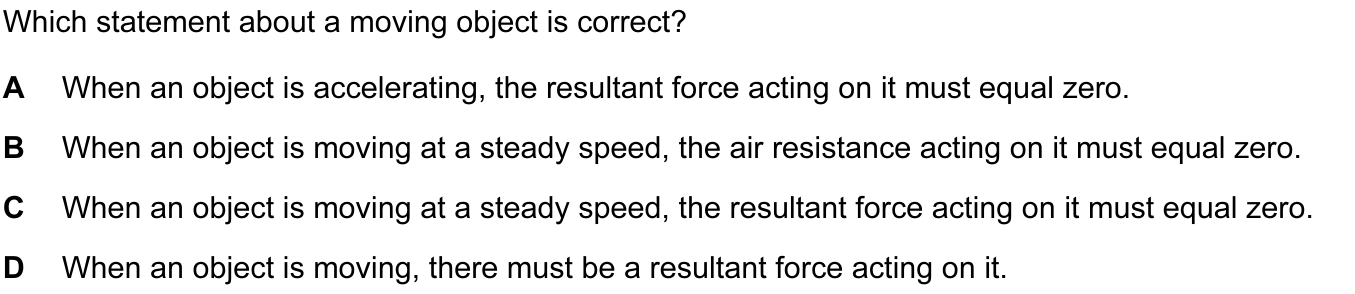 Which statement about a moving object is correct?
A When an object is accelerating, the resultant force acting on it must equal zero.
B When an object is moving at a steady speed, the air resistance acting on it must equal zero.
C When an object is moving at a steady speed, the resultant force acting on it must equal zero.
D When an object is moving, there must be a resultant force acting on it.